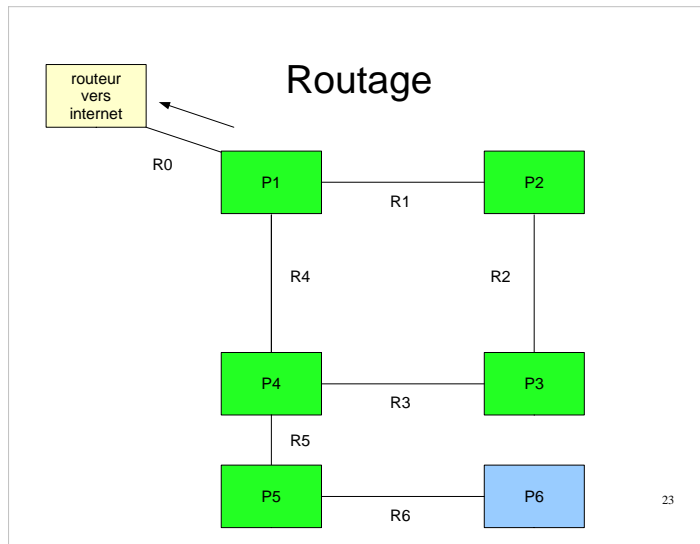 Routage
routeur
vers
internet
R0
P1
P2
R1
R4
R2
P4
P3
R3
R5
P5
P6
R6
23